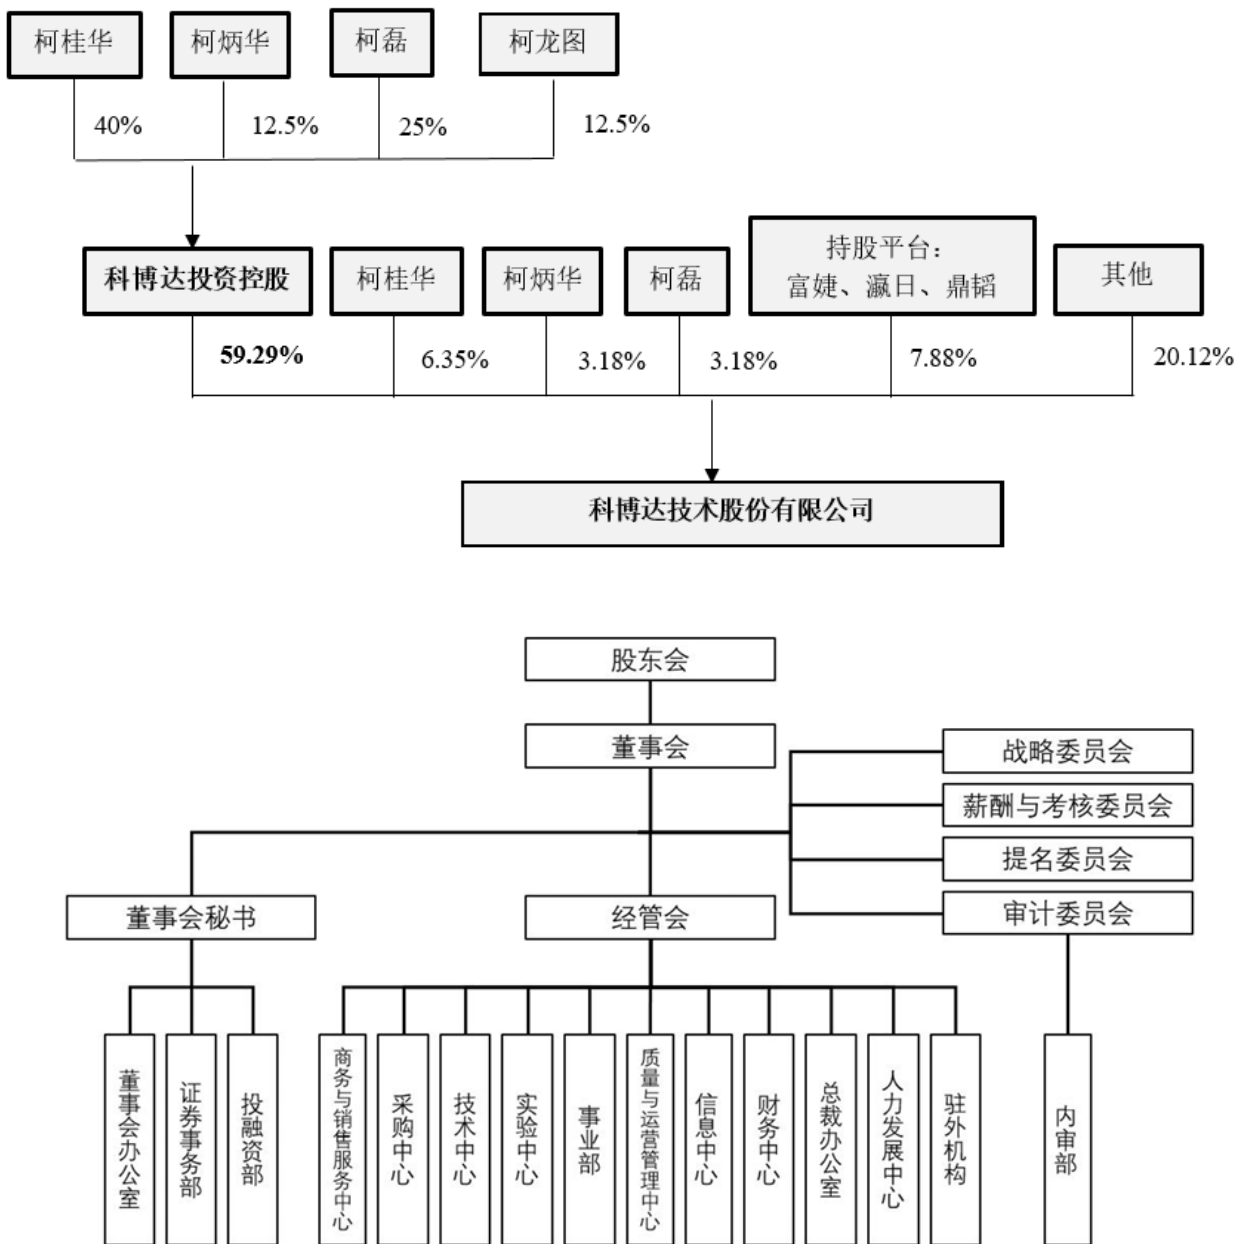 柯桂华
柯炳华
柯磊
柯龙图
40%
12.5%
25%
12.5%
科博达投资控股
柯桂华
柯炳华
柯磊
持股平台：
富婕、瀛日、鼎韬
其他
59.29%
6.35%
3.18%
3.18%
7.88%
20.12%
科博达技术股份有限公司
股东会
董事会
战略委员会
薪酬与考核委员会
提名委员会
审计委员会
董事会秘书
经管会
董事会办公室
证券事务部
投融资部
商务与销售服务中心
采购中心
技术中心
实验中心
事业部
质量与运营管理中心
信息中心
财务中心
总裁办公室
人力发展中心
驻外机构
内审部